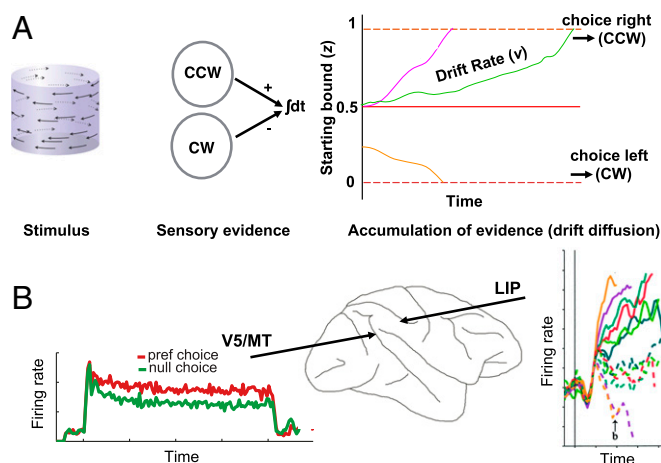 A
CCW
CW
+
-
∫dt
Starting bound (z)
1
0.5
0
Drift Rate (v)
Time
choice right
(CCW)
choice left
(CW)
Stimulus
Sensory evidence
Accumulation of evidence (drift diffusion)
B
V5/MT
LIP
Firing rate
pref choice
null choice
Time
Firing rate
b
Time